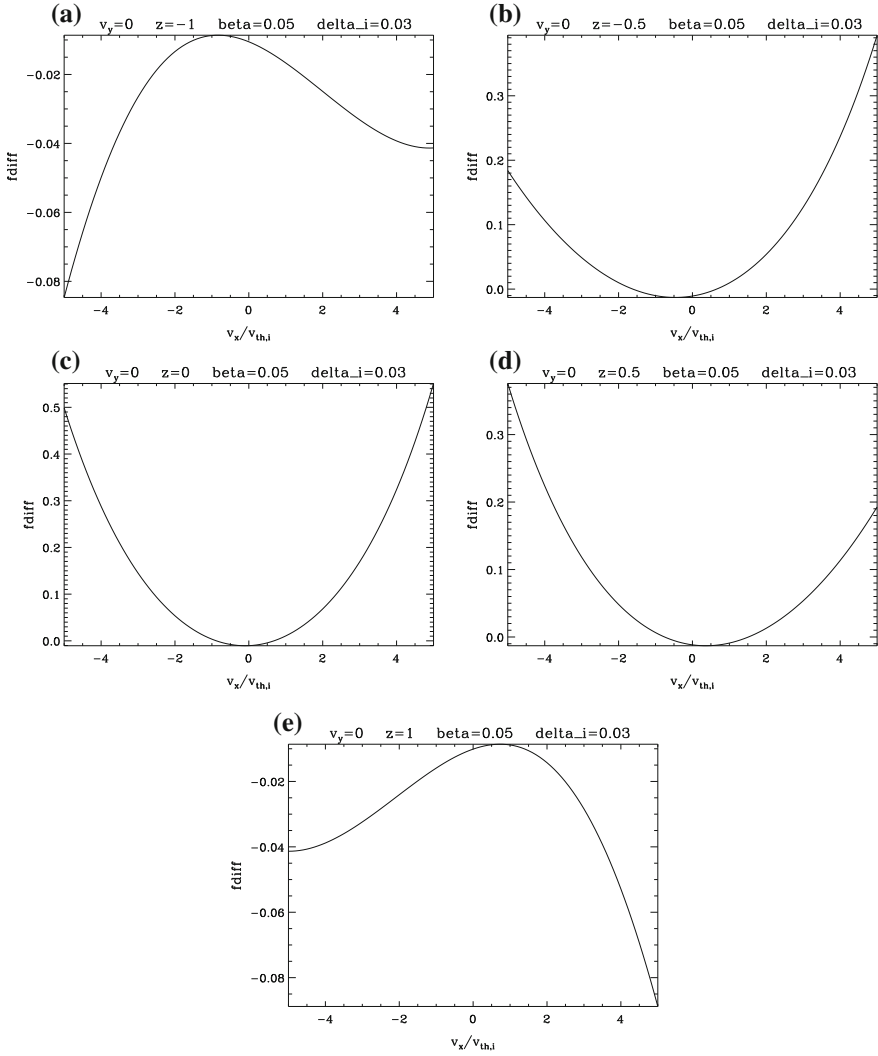 (a)
v_y=0 z=−1 beta=0.05 delta_i=0.03
−0.02
−0.04
−0.06
−0.08
fdiff
−4 −2 0 2 4
v_x/v_th,i
(b)
v_y=0 z=−0.5 beta=0.05 delta_i=0.03
0.3
0.2
0.1
0.0
fdiff
−4 −2 0 2 4
v_x/v_th,i
(c)
v_y=0 z=0 beta=0.05 delta_i=0.03
0.5
0.4
0.3
0.2
0.1
0.0
fdiff
−4 −2 0 2 4
v_x/v_th,i
(d)
v_y=0 z=0.5 beta=0.05 delta_i=0.03
0.3
0.2
0.1
0.0
fdiff
−4 −2 0 2 4
v_x/v_th,i
(e)
v_y=0 z=1 beta=0.05 delta_i=0.03
−0.02
−0.04
−0.06
−0.08
fdiff
−4 −2 0 2 4
v_x/v_th,i